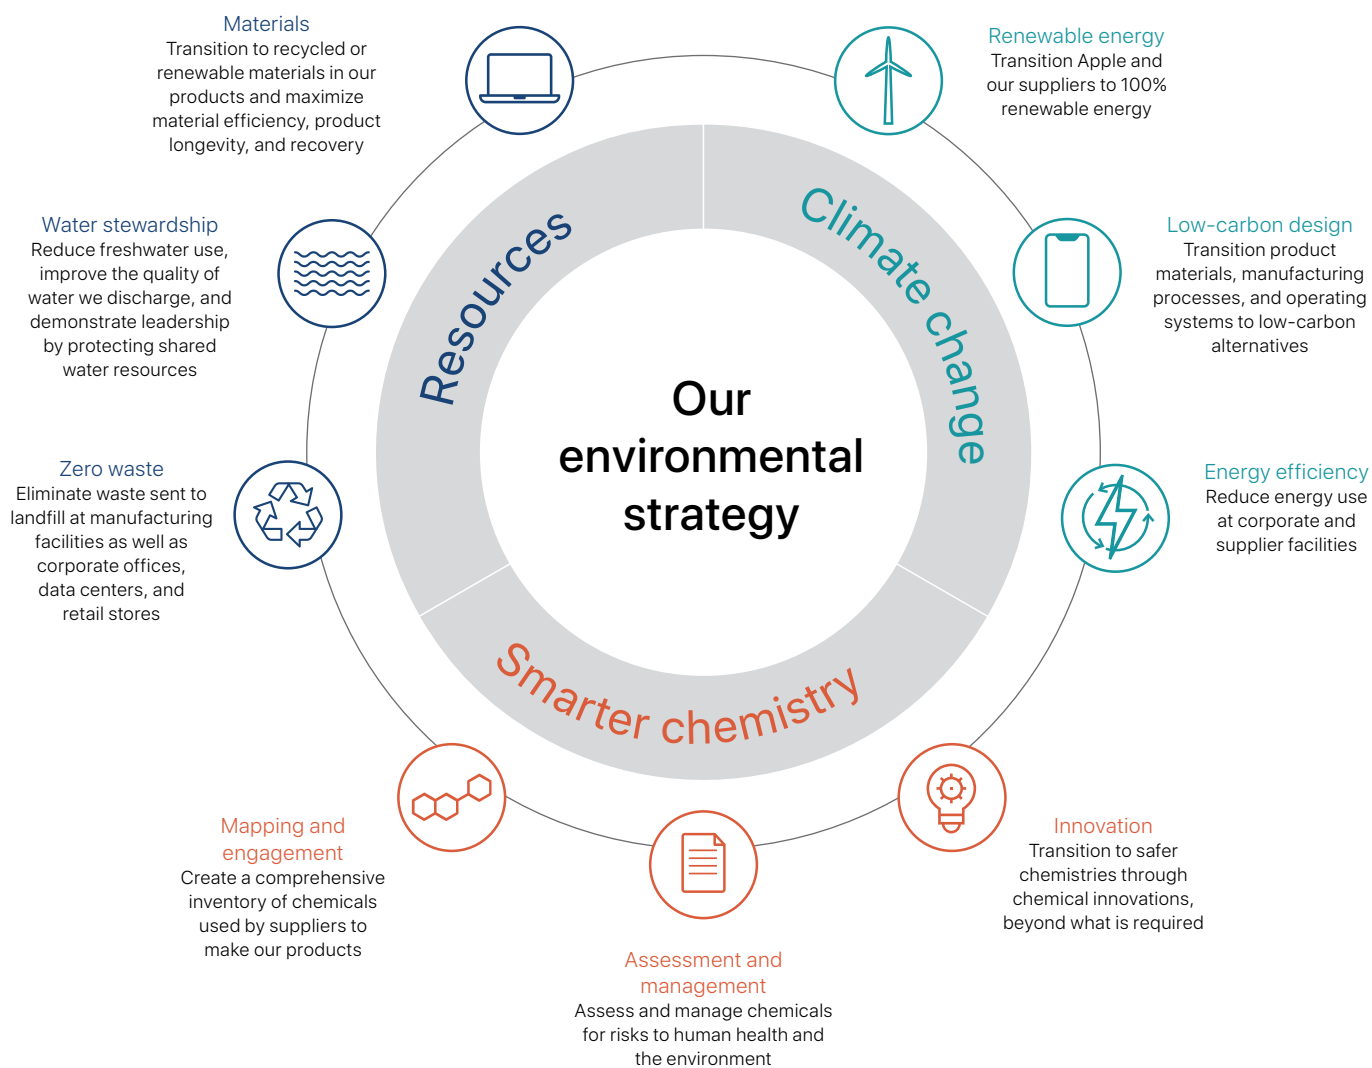 Materials
Transition to recycled or
renewable materials in our
products and maximize
material efficiency, product
longevity, and recovery
Renewable energy
Transition Apple and
our suppliers to 100%
renewable energy
Water stewardship
Reduce freshwater use,
improve the quality of
water we discharge, and
demonstrate leadership
by protecting shared
water resources
Low-carbon design
Transition product
materials, manufacturing
processes, and operating
systems to low-carbon
alternatives
Resources
Climate change
Our
environmental
strategy
Zero waste
Eliminate waste sent to
landfill at manufacturing
facilities as well as
corporate offices,
data centers, and
retail stores
Energy efficiency
Reduce energy use
at corporate and
supplier facilities
Smarter chemistry
Mapping and
engagement
Create a comprehensive
inventory of chemicals
used by suppliers to
make our products
Assessment and
management
Assess and manage chemicals
for risks to human health and
the environment
Innovation
Transition to safer
chemistries through
chemical innovations,
beyond what is required